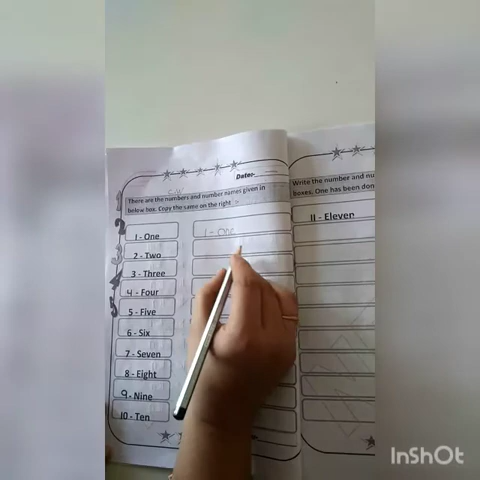 C.W
Date:-
There are the numbers and number names given in
below box. Copy the same on the right
1 - One
2 - Two
3 - Three
4 - Four
5 - Five
6 - Six
7 - Seven
8 - Eight
9 - Nine
10 - Ten
1 - One
Write the number and nu
boxes. One has been don
11 - Eleven
InShOt